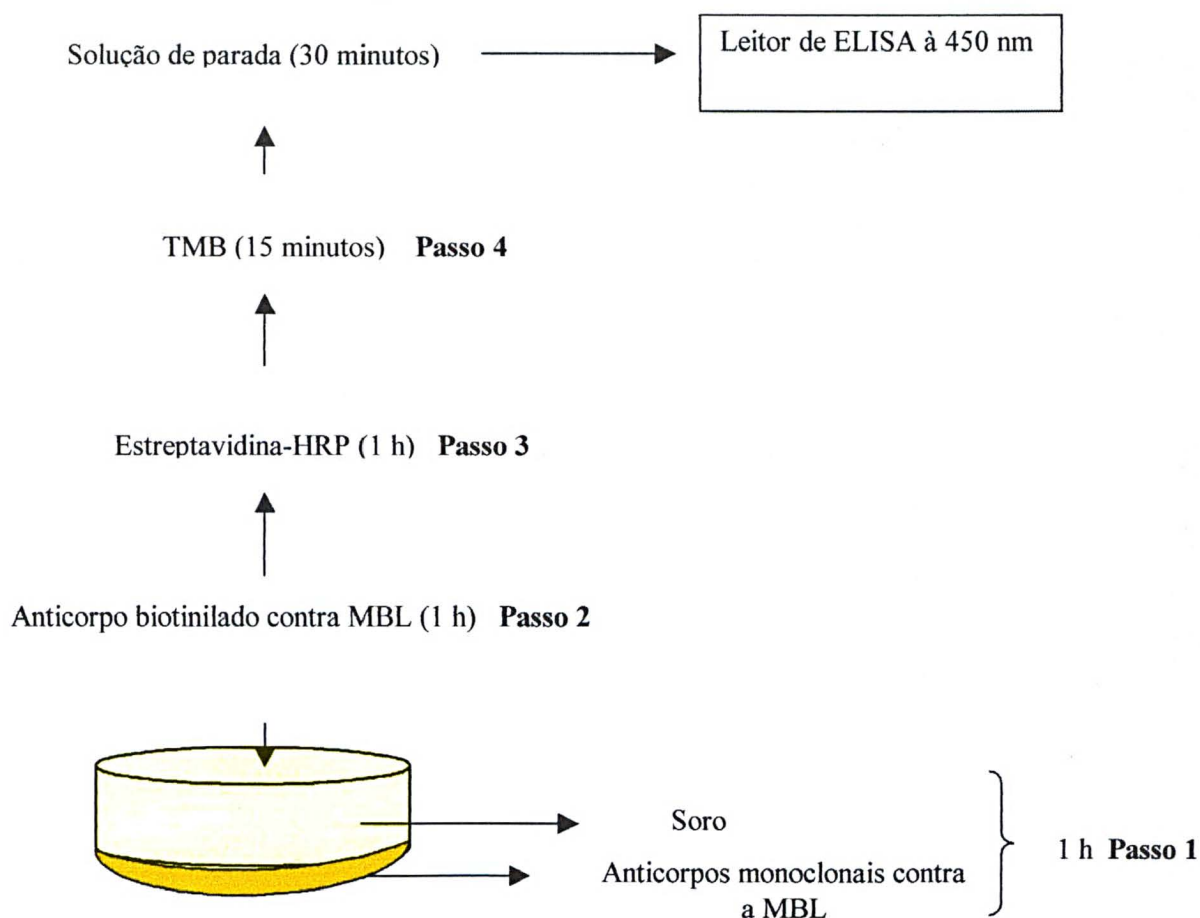 Solução de parada (30 minutos)
Leitor de ELISA à 450 nm
TMB (15 minutos) Passo 4
Estreptavidina-HRP (1 h) Passo 3
Anticorpo biotinilado contra MBL (1 h) Passo 2
Soro
Anticorpos monoclonais contra
a MBL
1 h Passo 1